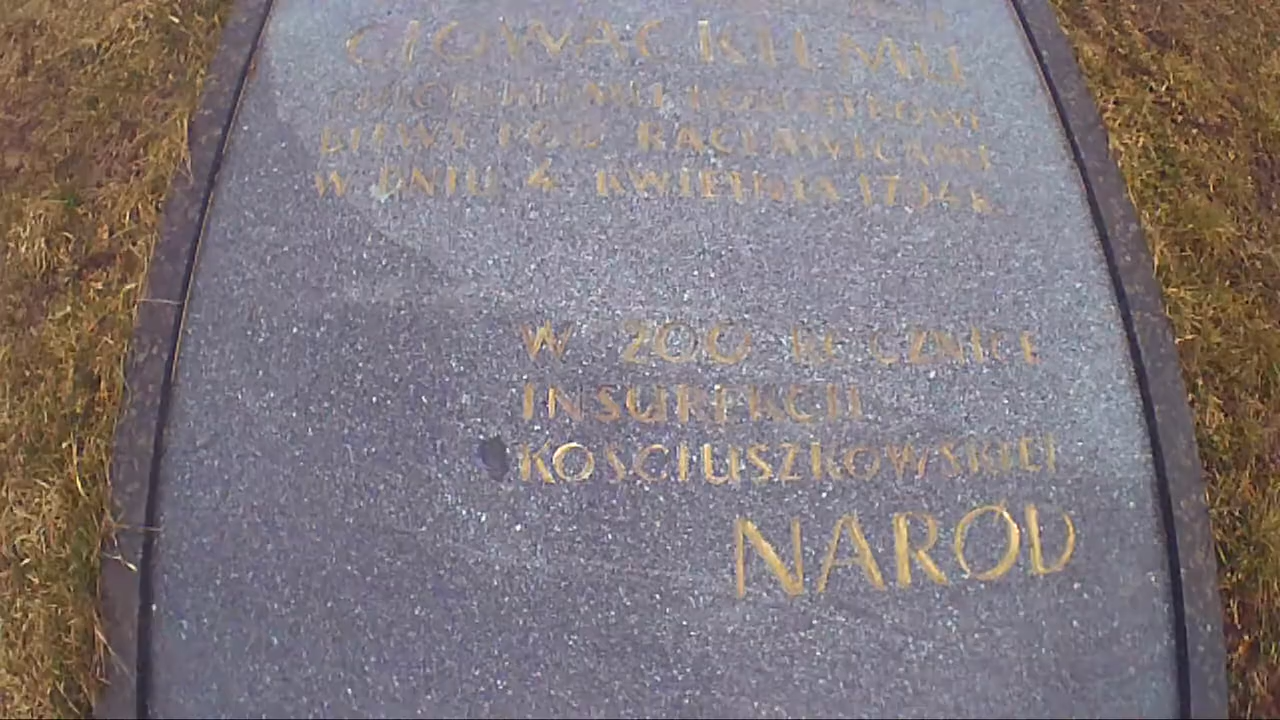 GŁOWACKIEMU
BITWY POD RACŁAWICAMI
W DNIU 4 KWIETNIA 1794 R.
W 200 ROCZNICĘ
INSUREKCJI
KOŚCIUSZKOWSKIEJ
NARÓD